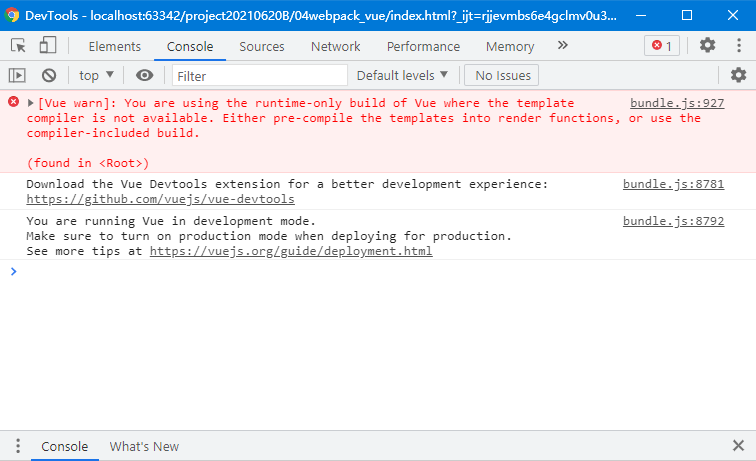 DevTools - localhost:63342/project20210620B/04webpack_vue/index.html?_ijt=rjjevmbs6e4gclmv0u3...
Elements Console Sources Network Performance Memory 1
top Filter Default levels No Issues
[Vue warn]: You are using the runtime-only build of Vue where the template bundle.js:927
compiler is not available. Either pre-compile the templates into render functions, or use the
compiler-included build.
(found in <Root>)
Download the Vue Devtools extension for a better development experience: bundle.js:8781
https://github.com/vuejs/vue-devtools
You are running Vue in development mode. bundle.js:8792
Make sure to turn on production mode when deploying for production.
See more tips at https://vuejs.org/guide/deployment.html
Console What's New